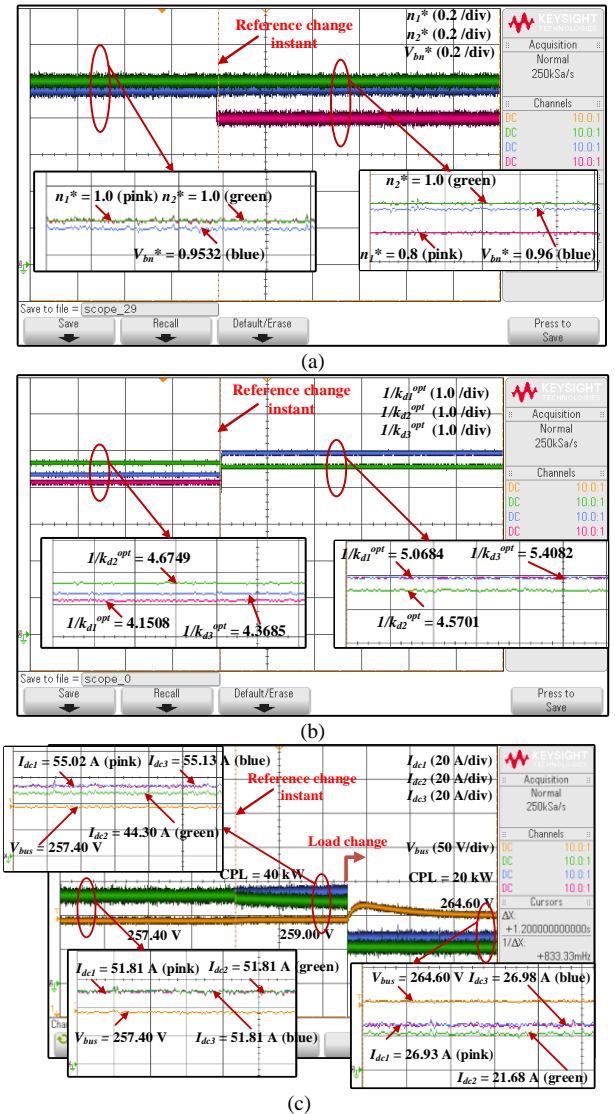 n1* (0.2 /div)
n2* (0.2 /div)
Vbn* (0.2 /div)
Reference change
instant
KEYSIGHT
TECHNOLOGIES
Acquisition
Normal
250kSa/s
Channels
DC 10.0:1
DC 10.0:1
DC 10.0:1
DC 10.0:1
n1* = 1.0 (pink) n2* = 1.0 (green)
Vbn* = 0.9532 (blue)
n2* = 1.0 (green)
n1* = 0.8 (pink)
Vbn* = 0.96 (blue)
Save to file = scope_29
Save
Recall
Default/Erase
Press to
Save
(a)
Reference change
instant
1/kd1opt (1.0 /div)
1/kd2opt (1.0 /div)
1/kd3opt (1.0 /div)
KEYSIGHT
TECHNOLOGIES
Acquisition
Normal
250kSa/s
Channels
DC 10.0:1
DC 10.0:1
DC 10.0:1
DC 10.0:1
1/kd2opt = 4.6749
1/kd1opt = 4.1508
1/kd3opt = 4.3685
1/kd1opt = 5.0684
1/kd3opt = 5.4082
1/kd2opt = 4.5701
Save to file = scope_0
Save
Recall
Default/Erase
Press to
Save
(b)
Idc1 = 55.02 A (pink) Idc3 = 55.13 A (blue)
Idc2 = 44.30 A (green)
Vbus = 257.40 V
Reference change
instant
Idc1 (20 A/div)
Idc2 (20 A/div)
Idc3 (20 A/div)
Vbus (50 V/div)
Load change
CPL = 40 kW
CPL = 20 kW
264.60 V
257.40 V
259.00 V
KEYSIGHT
TECHNOLOGIES
Acquisition
Normal
250kSa/s
Channels
DC 10.0:1
DC 10.0:1
DC 10.0:1
DC 10.0:1
Cursors
ΔX:
+1.200000000000s
1/ΔX:
+833.33mHz
Idc1 = 51.81 A (pink) Idc2 = 51.81 A (green)
Vbus = 257.40 V
Idc3 = 51.81 A (blue)
Vbus = 264.60 V Idc3 = 26.98 A (blue)
Idc1 = 26.93 A (pink)
Idc2 = 21.68 A (green)
(c)